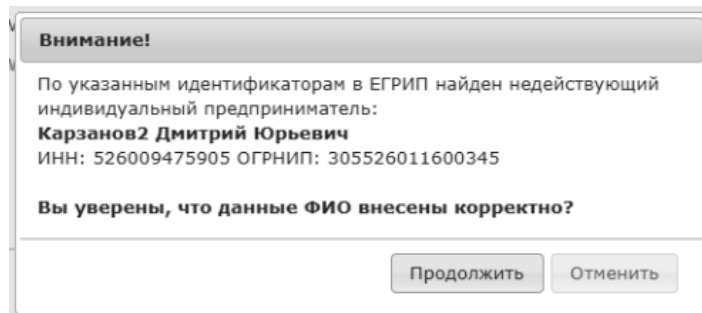 Внимание!
По указанным идентификаторам в ЕГРИП найден недействующий
индивидуальный предприниматель:
Карзанов2 Дмитрий Юрьевич
ИНН: 526009475905 ОГРНИП: 305526011600345
Вы уверены, что данные ФИО внесены корректно?
Продолжить Отменить